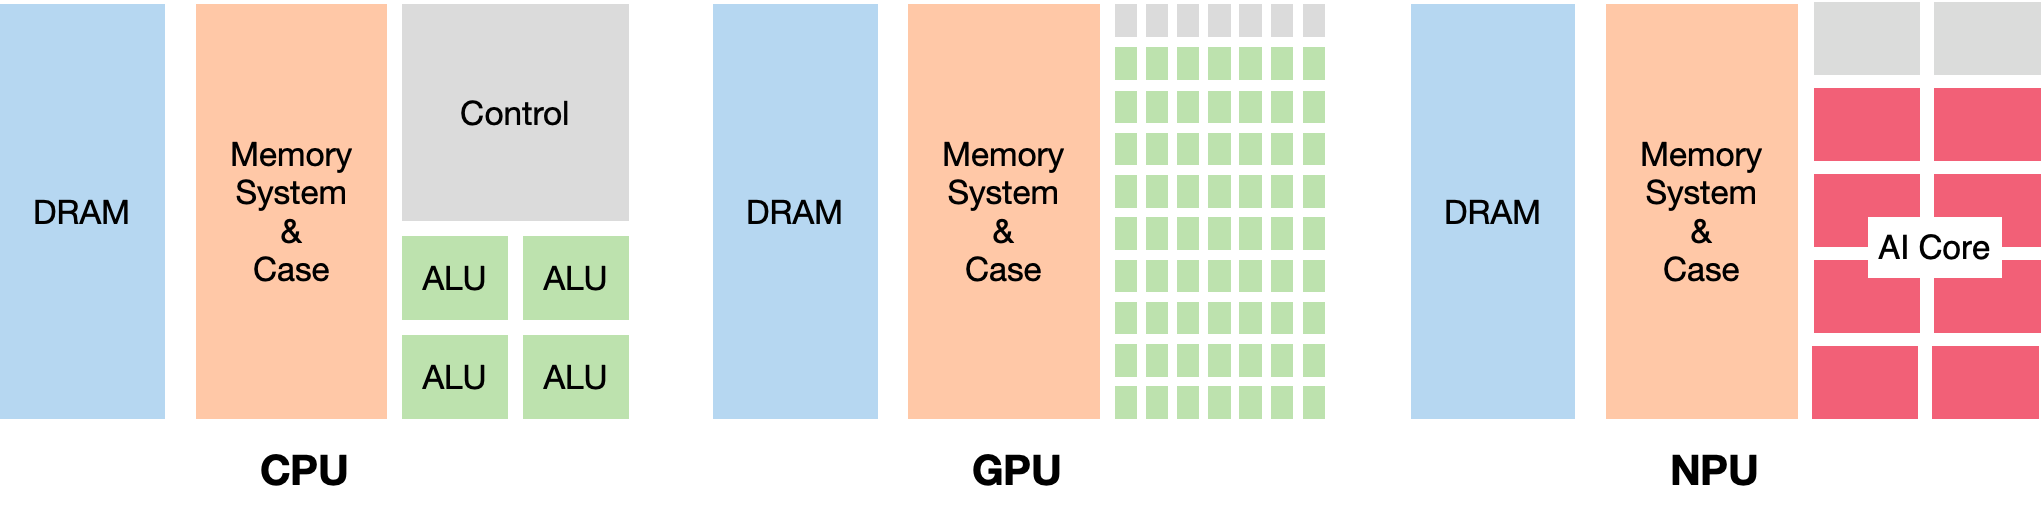 DRAM
Memory
System
&
Case
Control
ALU
ALU
ALU
ALU
CPU
DRAM
Memory
System
&
Case
GPU
DRAM
Memory
System
&
Case
AI Core
NPU